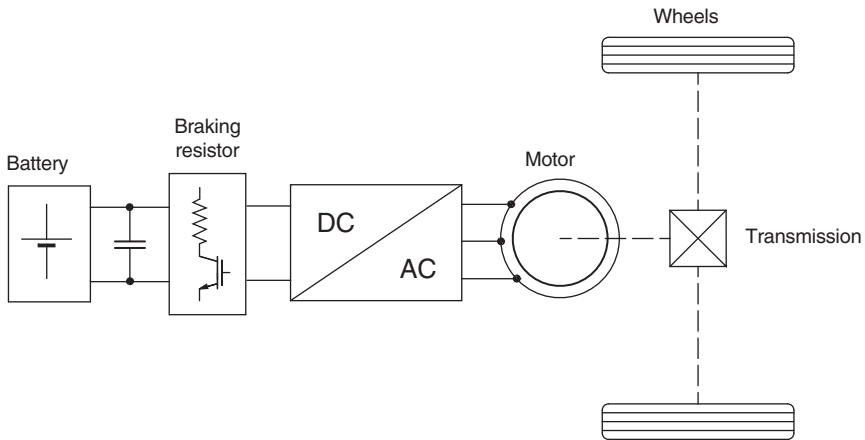 Wheels
Braking
resistor
Battery
Motor
DC
AC
Transmission